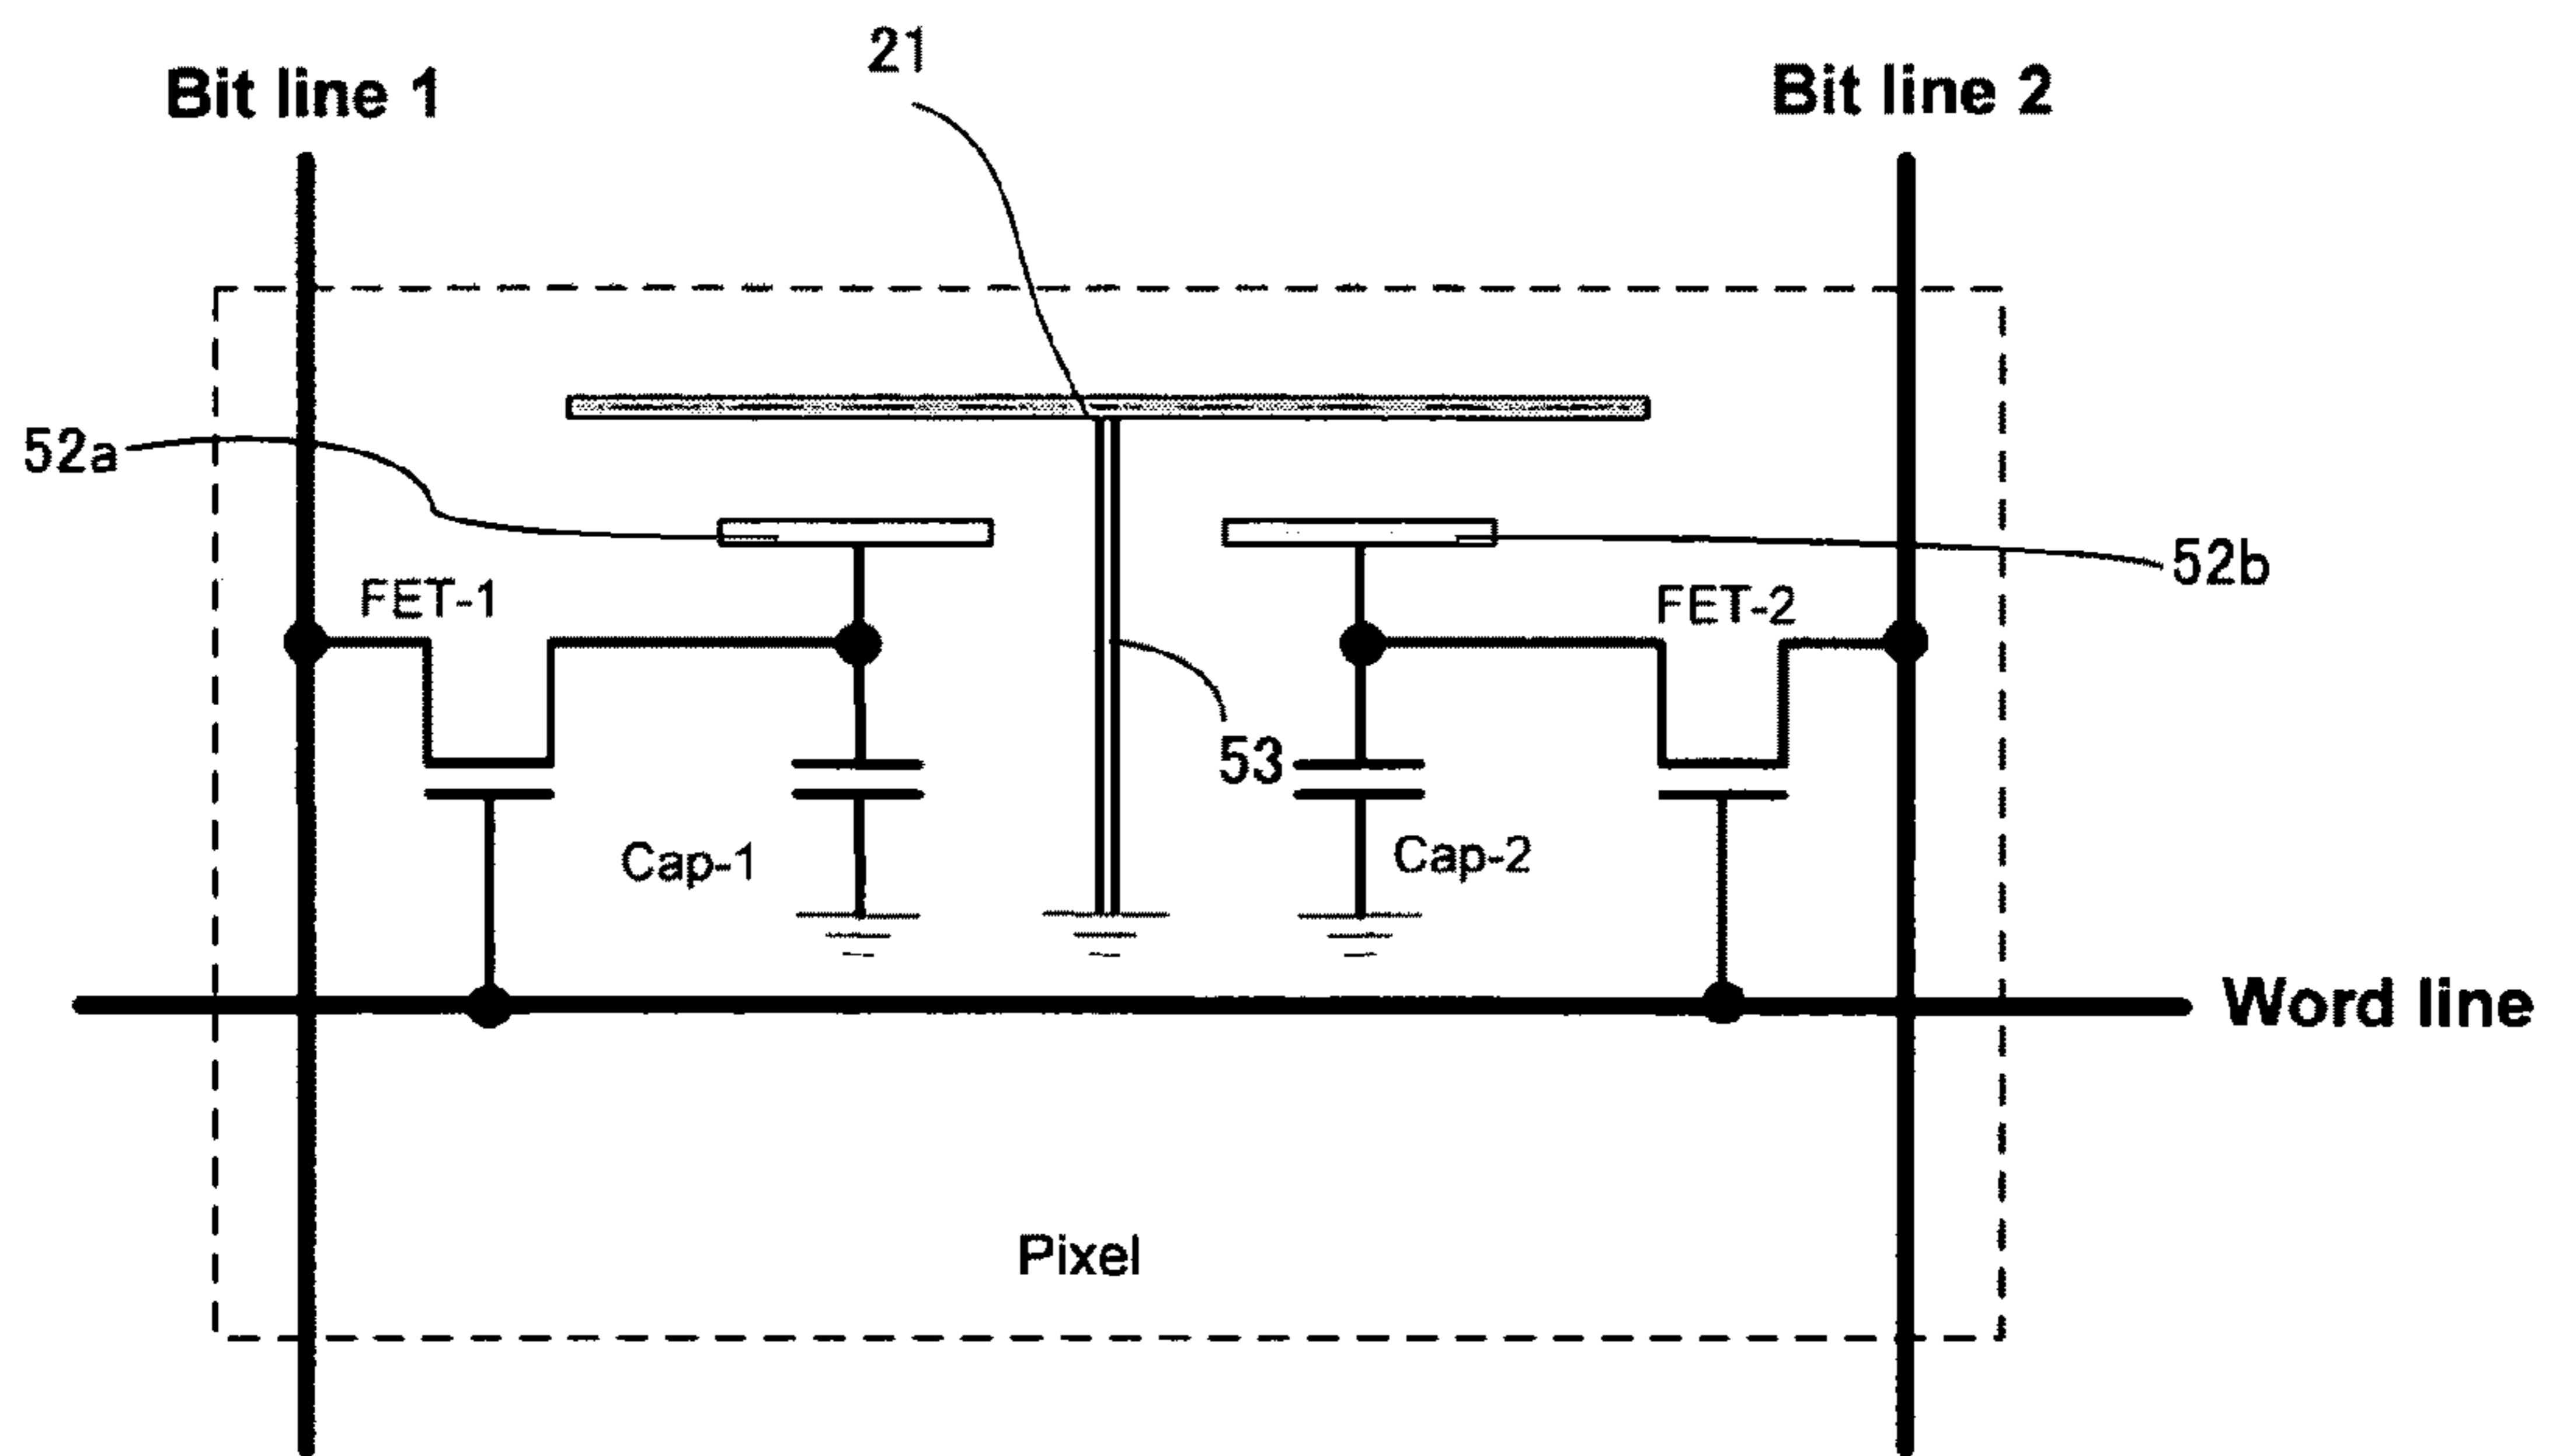 21
Bit line 1
Bit line 2
52a
52b
FET-1
FET-2
53
Cap-1
Cap-2
Word line
Pixel